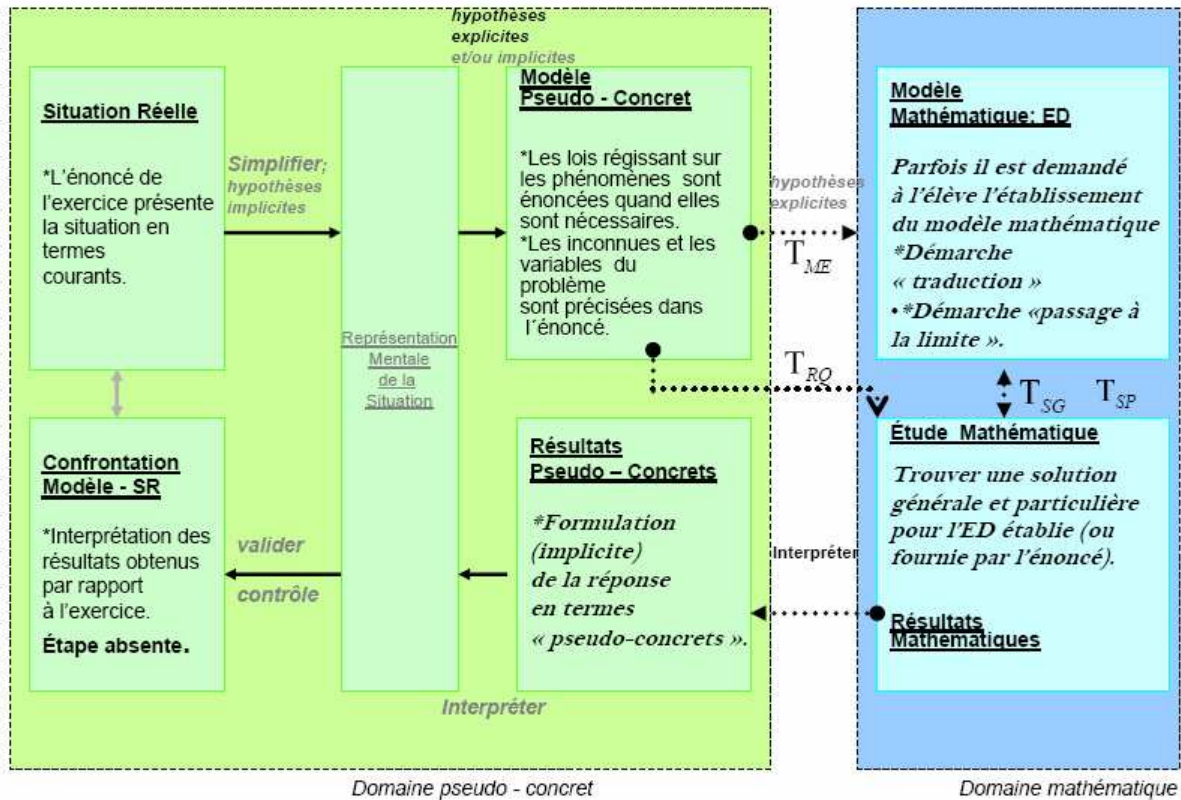 hypothèses
explicites
et/ou implicites
Situation Réelle
*L'énoncé de
l'exercice présente
la situation en
termes
courants.
Simplifier;
hypothèses
implicites
Représentation
Mentale
de la
Situation
Modèle
Pseudo - Concret
*Les lois régissant sur
les phénomènes sont
énoncées quand elles
sont nécessaires.
*Les inconnues et les
variables du
problème
sont précisées dans
l´énoncé.
hypothèses
explicites
T_ME
T_RQ
Modèle
Mathématique: ED
Parfois il est demandé
à l'élève l'établissement
du modèle mathématique
*Démarche
« traduction »
•*Démarche «passage à
la limite ».
T_SG T_SP
Étude Mathématique
Trouver une solution
générale et particulière
pour l'ED établie (ou
fournie par l'énoncé).
Résultats
Mathématiques
Interpréter
Résultats
Pseudo – Concrets
*Formulation
(implicite)
de la réponse
en termes
« pseudo-concrets ».
Interpréter
valider
contrôle
Confrontation
Modèle - SR
*Interprétation des
résultats obtenus
par rapport
à l'exercice.
Étape absente.
Domaine pseudo - concret
Domaine mathématique